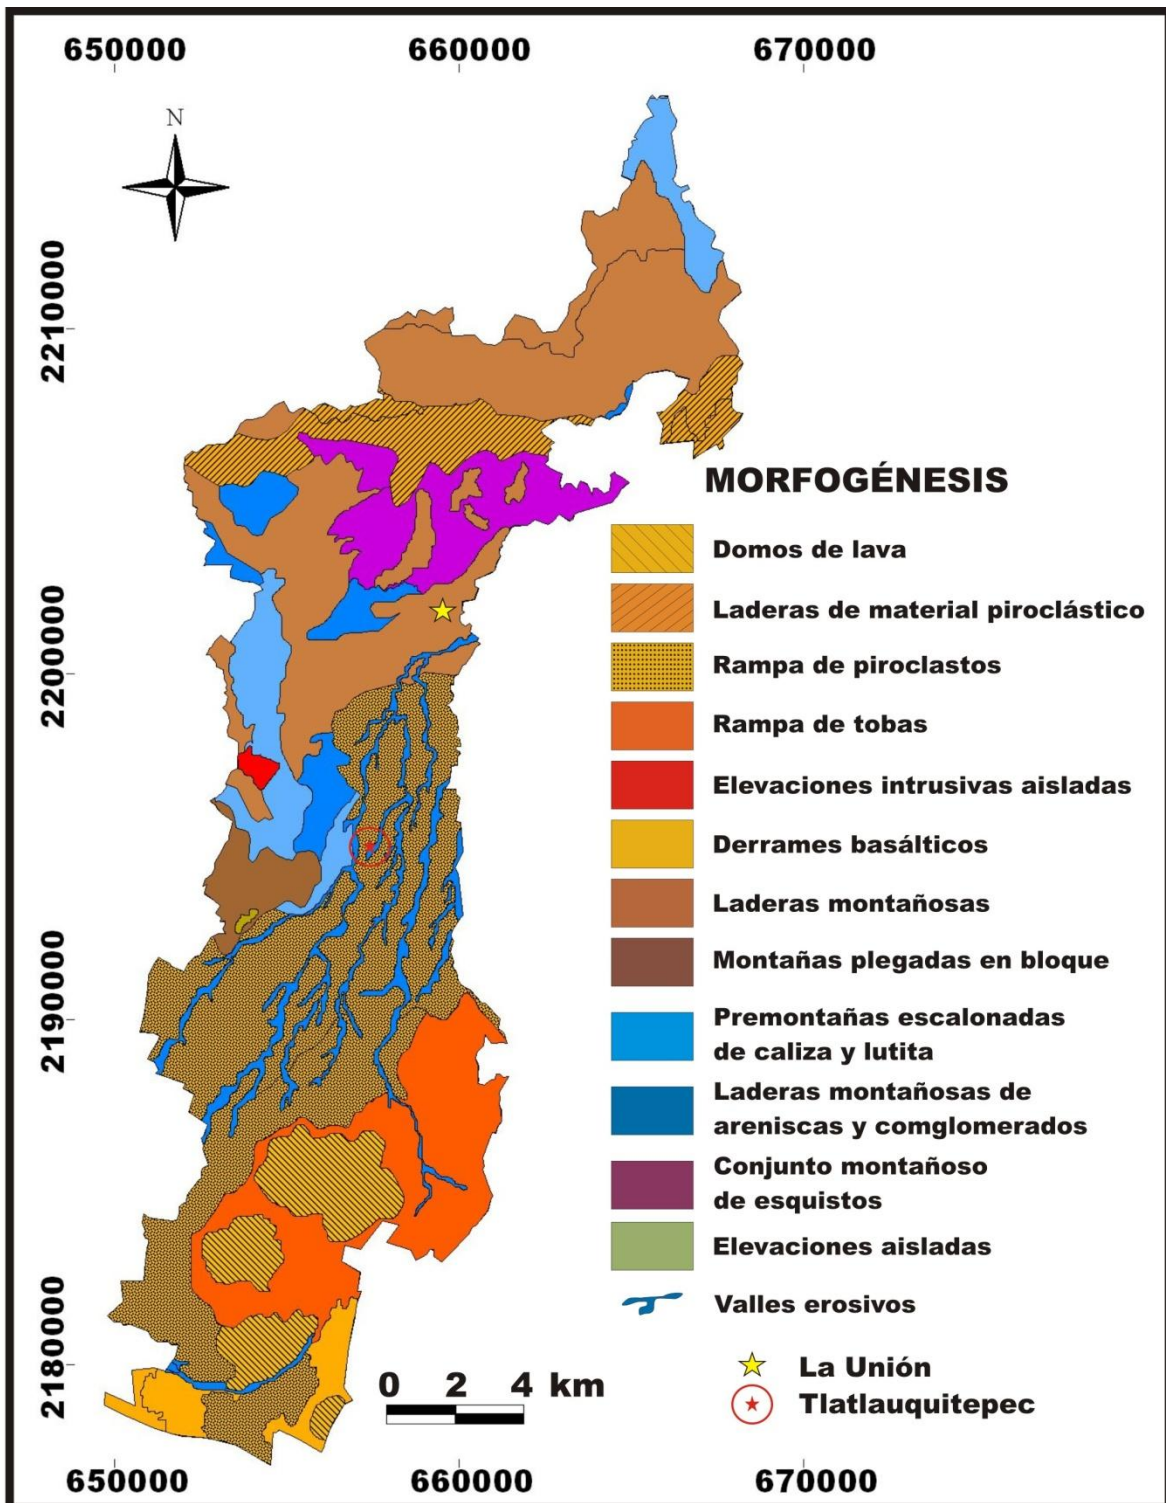 650000 660000 670000
N
2210000
2200000
2190000
2180000
MORFOGÉNESIS
Domos de lava
Laderas de material piroclástico
Rampa de piroclastos
Rampa de tobas
Elevaciones intrusivas aisladas
Derrames basálticos
Laderas montañosas
Montañas plegadas en bloque
Premontañas escalonadas
de caliza y lutita
Laderas montañosas de
areniscas y comglomerados
Conjunto montañoso
de esquistos
Elevaciones aisladas
Valles erosivos
La Unión
Tlatlauquitepec
0 2 4 km
650000 660000 670000